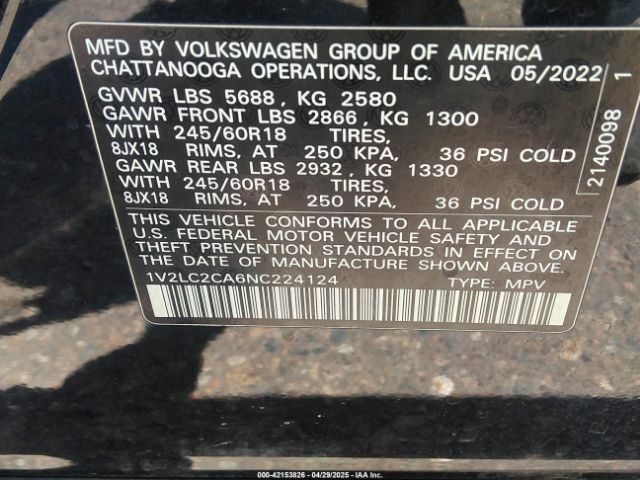 MFD BY VOLKSWAGEN GROUP OF AMERICA
CHATTANOOGA OPERATIONS, LLC. USA 05/2022
GVWR LBS 5688, KG 2580
GAWR FRONT LBS 2866, KG 1300
WITH 245/60R18 TIRES,
8JX18 RIMS, AT 250 KPA, 36 PSI COLD
GAWR REAR LBS 2932, KG 1330
WITH 245/60R18 TIRES,
8JX18 RIMS, AT 250 KPA, 36 PSI COLD
THIS VEHICLE CONFORMS TO ALL APPLICABLE
U.S. FEDERAL MOTOR VEHICLE SAFETY AND
THEFT PREVENTION STANDARDS IN EFFECT ON
THE DATE OF MANUFACTURE SHOWN ABOVE.
1V2LC2CA6NC224124 TYPE: MPV
2140098 1
000-42153826 - 04/29/2025 - IAA Inc.